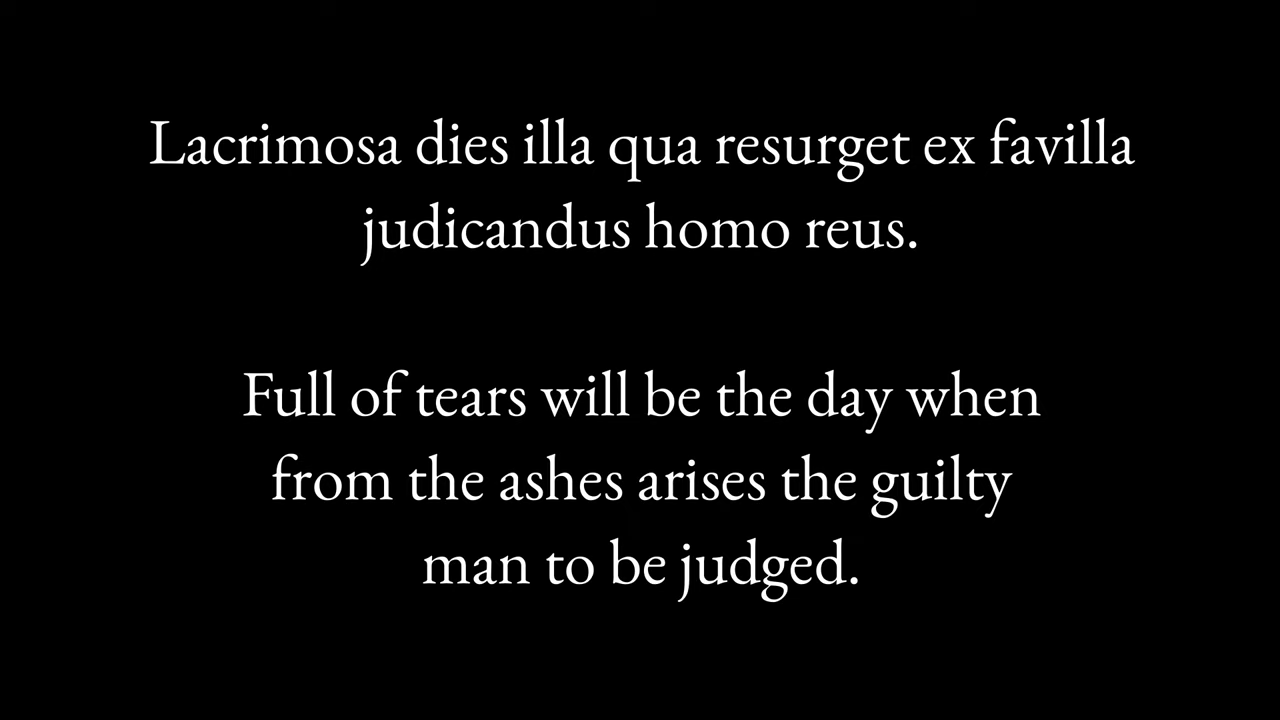 Lacrimosa dies illa qua resurget ex favilla
judicandus homo reus.
Full of tears will be the day when
from the ashes arises the guilty
man to be judged.